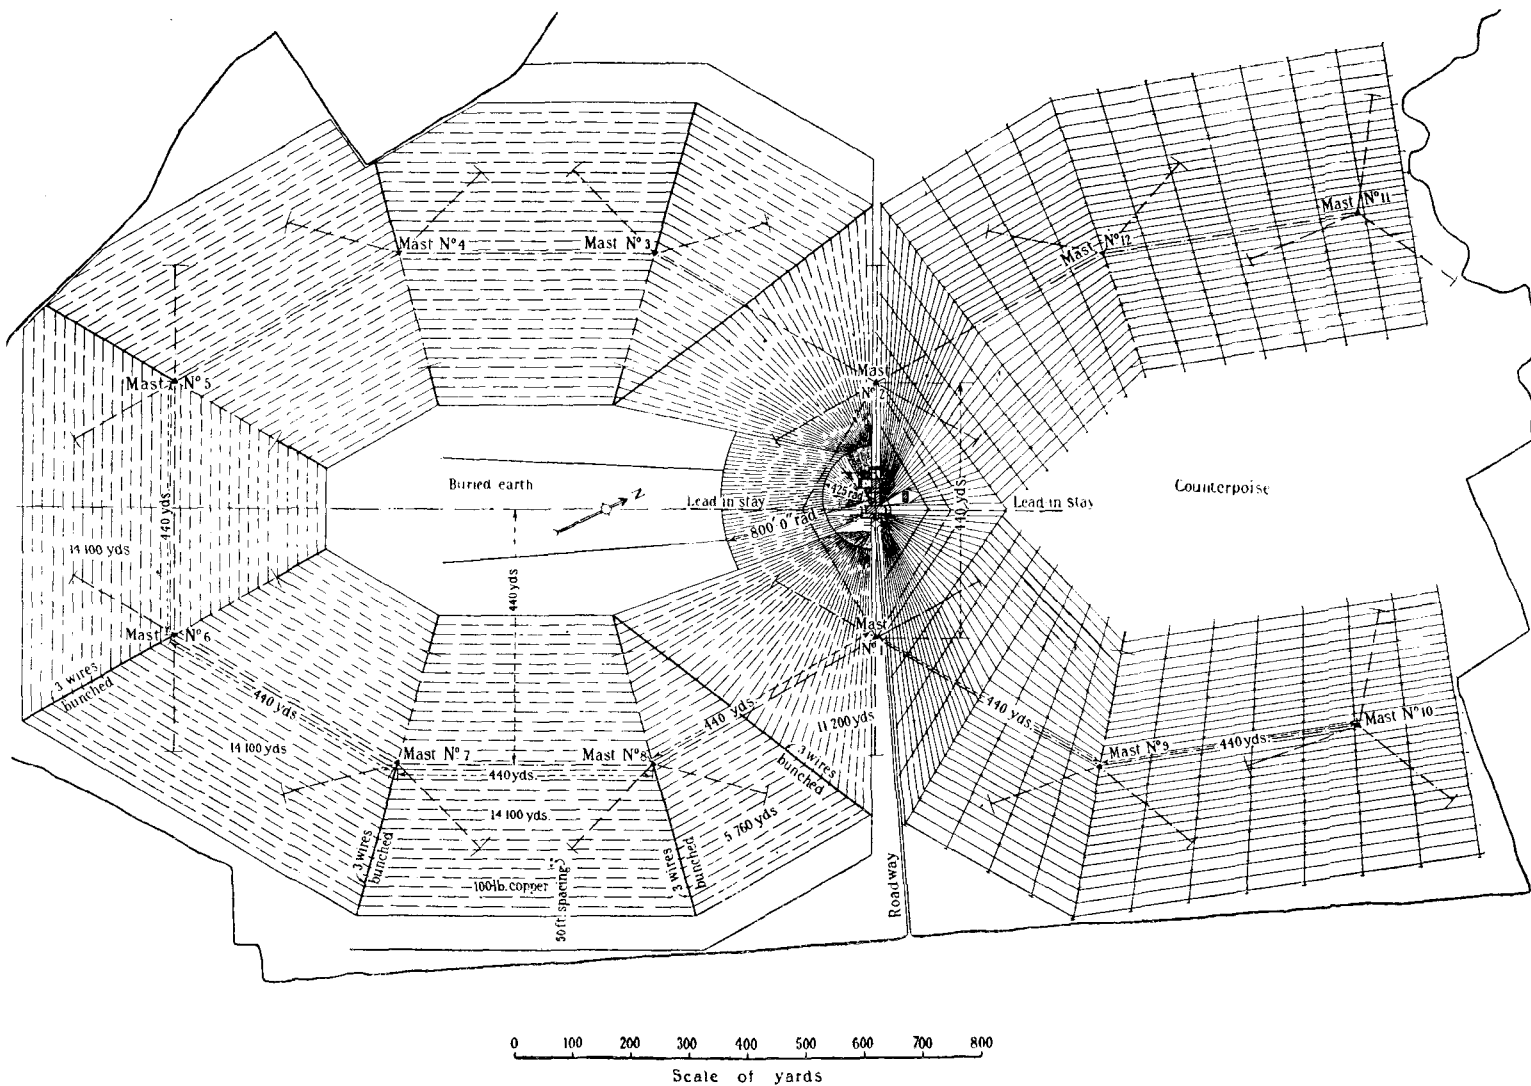 Mast Nº 4
Mast Nº 3
Mast Nº 11
Mast Nº 12
Mast Nº 5
Mast
Nº 2
Buried earth
N
Lead in stay
425 rad
Lead in Stay
Counterpoise
800' 0" rad
440 yds.
440 yds
440 yds
14 100 yds
Mast Nº 6
Mast
Nº 1
3 wires
bunched
440 yds
440 yds
440 yds
11 200 yds
14 100 yds
Mast Nº 7
Mast Nº 8
Mast Nº 9
Mast Nº 10
440 yds.
440 yds.
3 wires
bunched
14 100 yds.
5 760 yds
3 wires
bunched
3 wires
bunched
100-lb. copper
50 ft. spacing
Roadway
0 100 200 300 400 500 600 700 800
Scale of yards